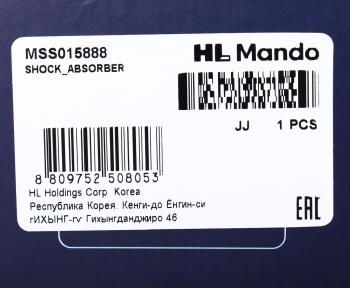 MSS015888
SHOCK_ABSORBER
HL Mando
JJ 1 PCS
8 809752 508053
HL Holdings Corp Korea
Республика Корея. Кенги-до Ёнгин-си
гИХЫНГ-гу Гихынгданджиро 46
EAC